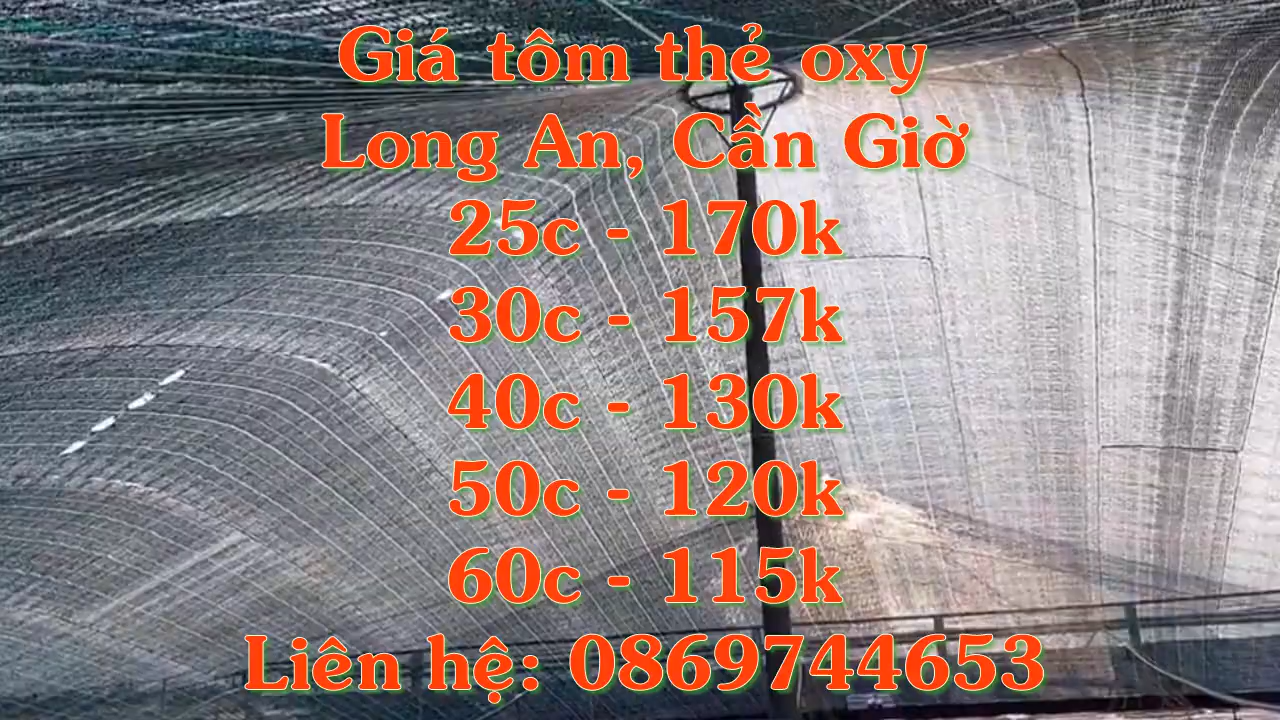 Giá tôm thẻ oxy
Long An, Cần Giờ
25c - 170k
30c - 157k
40c - 130k
50c - 120k
60c - 115k
Liên hệ: 0869744653